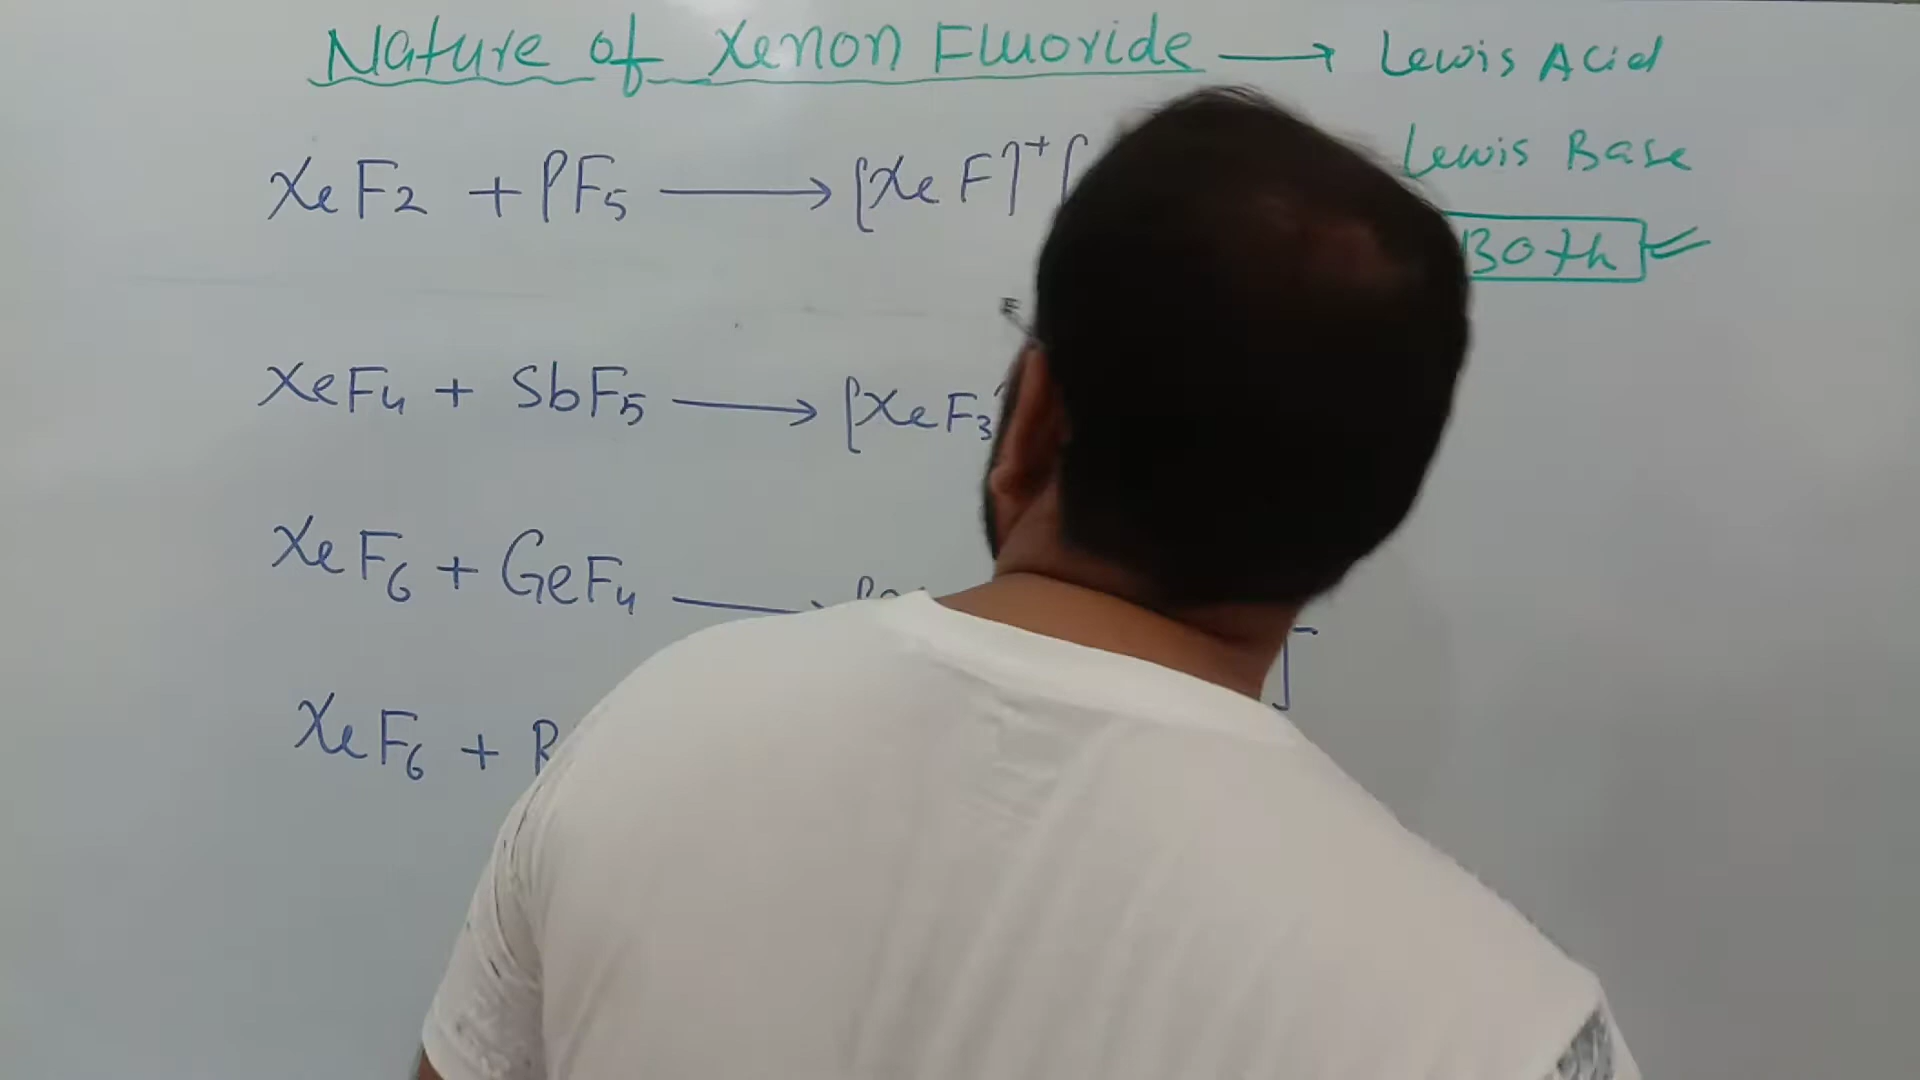 Nature of Xenon Fluoride → Lewis Acid
Lewis Base
Both
XeF2 + PF5 → [XeF]+ [
XeF4 + SbF5 → [XeF3]
XeF6 + GeF4 →
XeF6 +